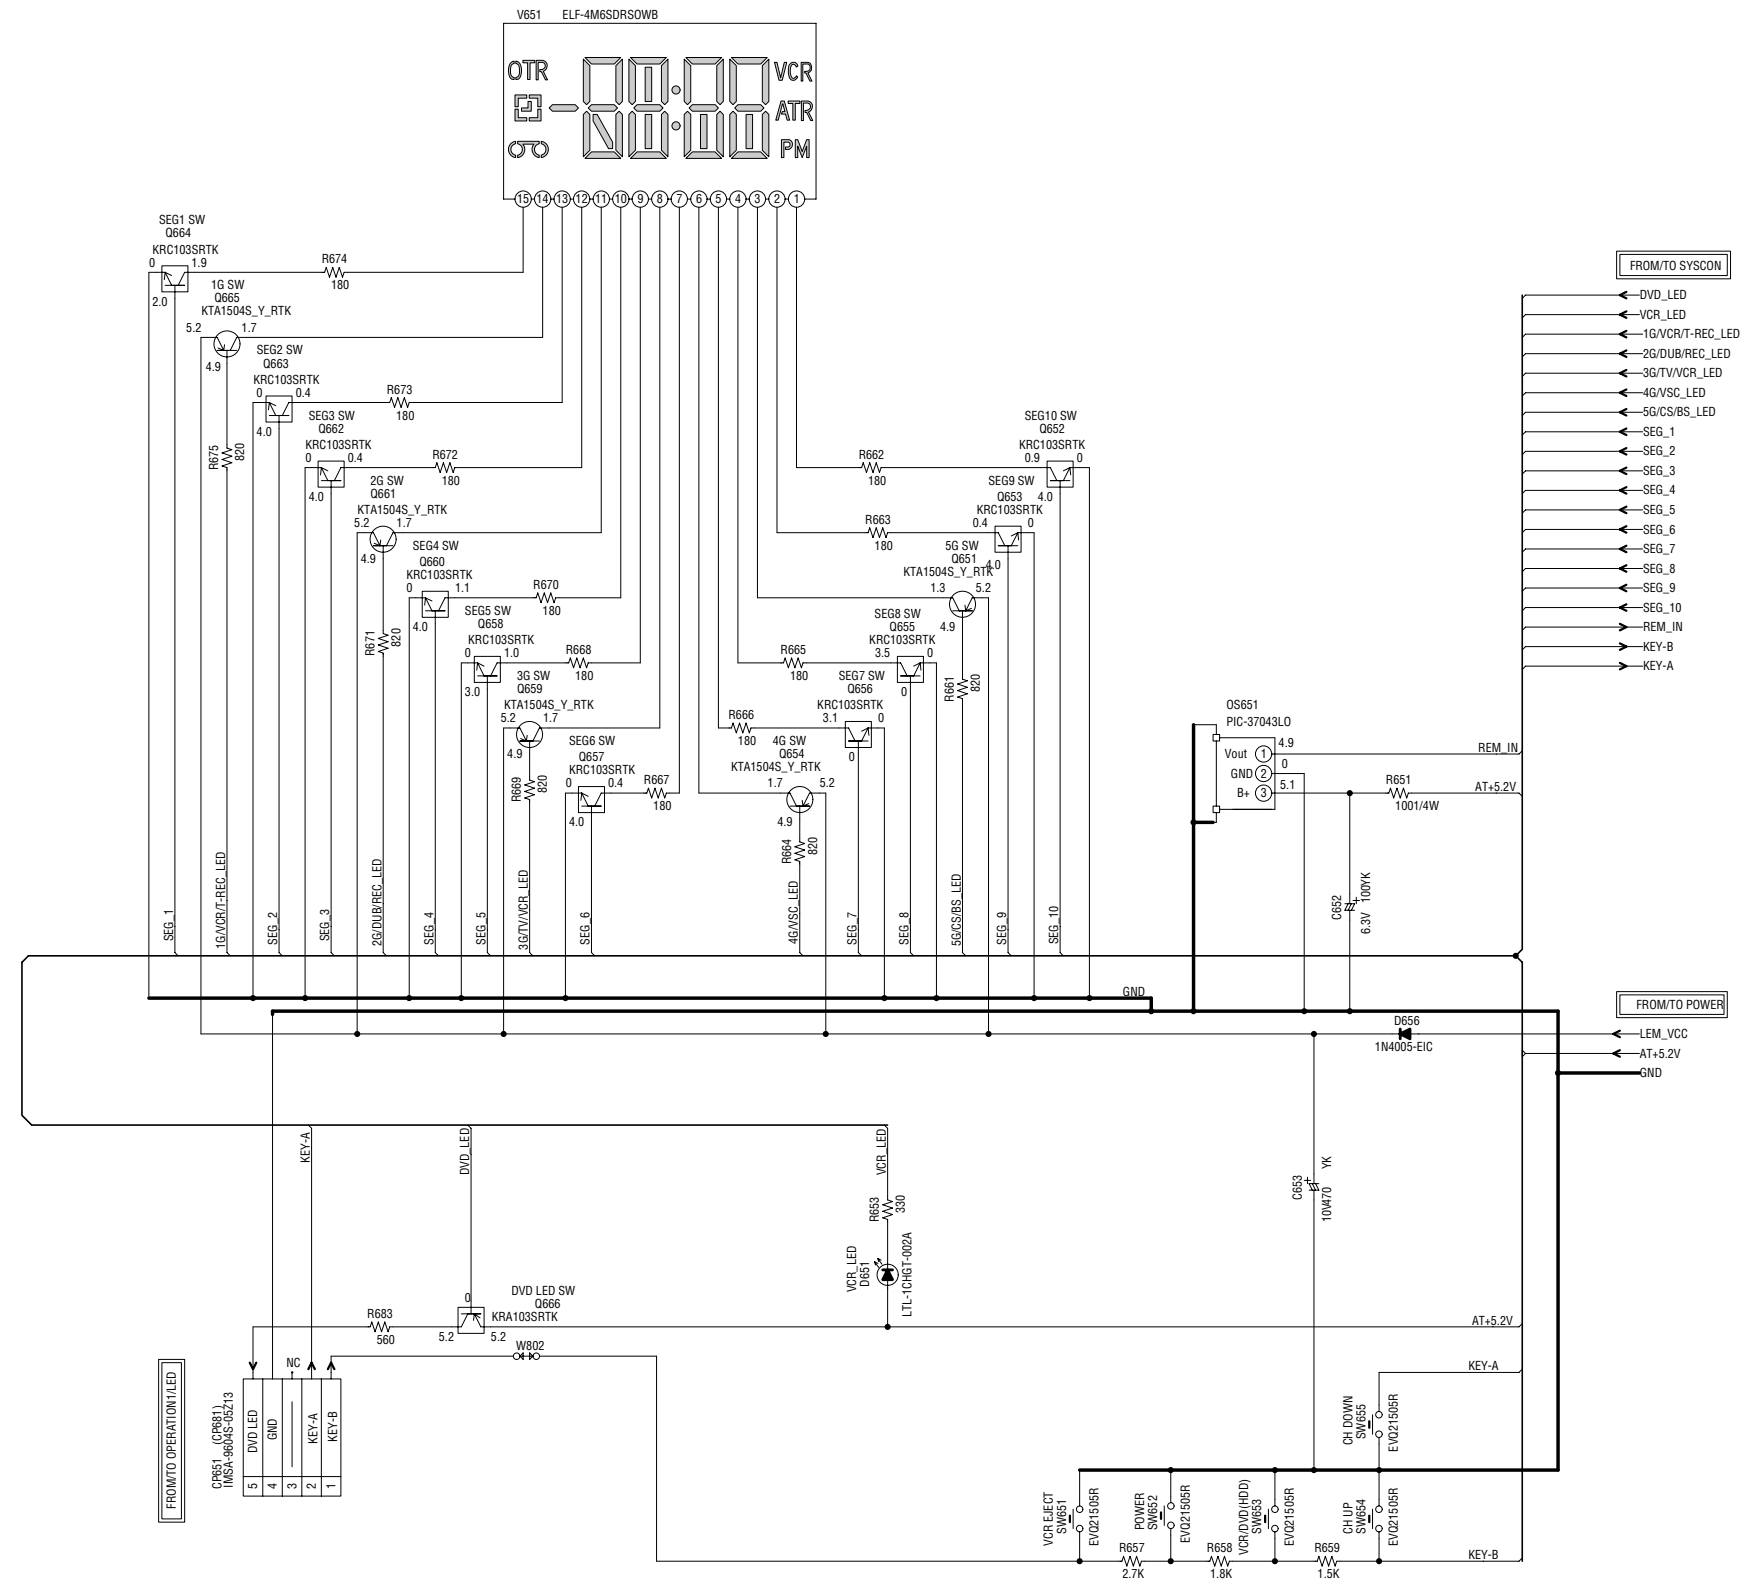 V651 ELF-4M6SDRSOWB
OTR
VCR
ATR
PM
15 14 13 12 11 10 9 8 7 6 5 4 3 2 1
SEG1 SW
Q664
KRC103SRTK
0 1.9
2.0
R674
180
1G SW
Q665
KTA1504S_Y_RTK
5.2 1.7
4.9
R675
820
SEG2 SW
Q663
KRC103SRTK
0 0.4
4.0
R673
180
SEG3 SW
Q662
KRC103SRTK
0 0.4
4.0
R672
180
2G SW
Q661
KTA1504S_Y_RTK
5.2 1.7
4.9
R671
820
SEG4 SW
Q660
KRC103SRTK
0 1.1
4.0
R670
180
SEG5 SW
Q658
KRC103SRTK
0 1.0
3.0
R668
180
3G SW
Q659
KTA1504S_Y_RTK
5.2 1.7
4.9
R669
820
SEG6 SW
Q657
KRC103SRTK
0 0.4
4.0
R667
180
SEG10 SW
Q652
KRC103SRTK
0.9 0
4.0
R662
180
SEG9 SW
Q653
KRC103SRTK
0.4 0
4.0
R663
180
5G SW
Q651
KTA1504S_Y_RTK
1.3 5.2
4.9
R661
820
SEG8 SW
Q655
KRC103SRTK
3.5 0
0
R665
180
SEG7 SW
Q656
KRC103SRTK
3.1 0
0
R666
180
4G SW
Q654
KTA1504S_Y_RTK
1.7 5.2
4.9
R664
820
SEG_1
1G/VCR/T-REC_LED
SEG_2
SEG_3
2G/DUB/REC_LED
SEG_4
SEG_5
3G/TV/VCR_LED
SEG_6
4G/VSC_LED
SEG_7
SEG_8
5G/CS/BS_LED
SEG_9
SEG_10
FROM/TO SYSCON
DVD_LED
VCR_LED
1G/VCR/T-REC_LED
2G/DUB/REC_LED
3G/TV/VCR_LED
4G/VSC_LED
5G/CS/BS_LED
SEG_1
SEG_2
SEG_3
SEG_4
SEG_5
SEG_6
SEG_7
SEG_8
SEG_9
SEG_10
REM_IN
KEY-B
KEY-A
OS651
PIC-37043LO
Vout 1 4.9
GND 2 0
B+ 3 5.1
REM_IN
R651
1001/4W
AT+5.2V
C652
6.3V 100YK
GND
FROM/TO POWER
LEM_VCC
AT+5.2V
GND
D656
1N4005-EIC
C653
10V470 YK
KEY-A
DVD_LED
VCR_LED
R653
330
VCR_LED
D651
LTL-1CHGT-002A
DVD LED SW
Q666
KRA103SRTK
0
5.2 5.2
R683
560
AT+5.2V
W802
FROM/TO OPERATION1/LED
CP651 (CP681)
IMSA-9604S-05Z13
NC
DVD LED
GND
KEY-A
KEY-B
5 4 3 2 1
KEY-A
CH DOWN
SW655
EVQ21505R
VCR EJECT
SW651
EVQ21505R
POWER
SW652
EVQ21505R
VCR/DVD(HDD)
SW653
EVQ21505R
CH UP
SW654
EVQ21505R
R657
2.7K
R658
1.8K
R659
1.5K
KEY-B